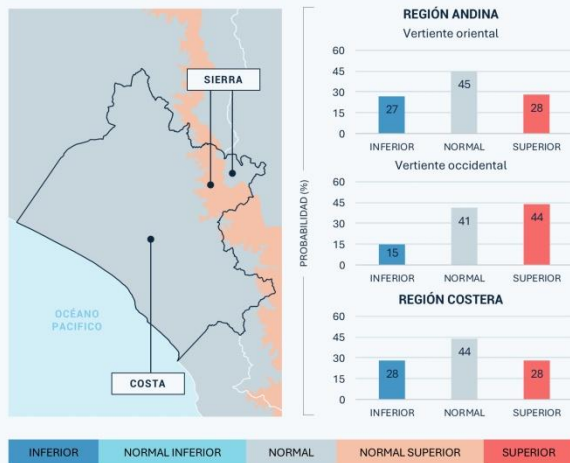 SIERRA
OCÉANO
PACIFICO
COSTA
PROBABILIDAD (%)
REGIÓN ANDINA
Vertiente oriental
60
45
30
15
0
27
45
28
INFERIOR
NORMAL
SUPERIOR
Vertiente occidental
60
45
30
15
0
15
41
44
INFERIOR
NORMAL
SUPERIOR
REGIÓN COSTERA
60
45
30
15
0
28
44
28
INFERIOR
NORMAL
SUPERIOR
INFERIOR
NORMAL INFERIOR
NORMAL
NORMAL SUPERIOR
SUPERIOR